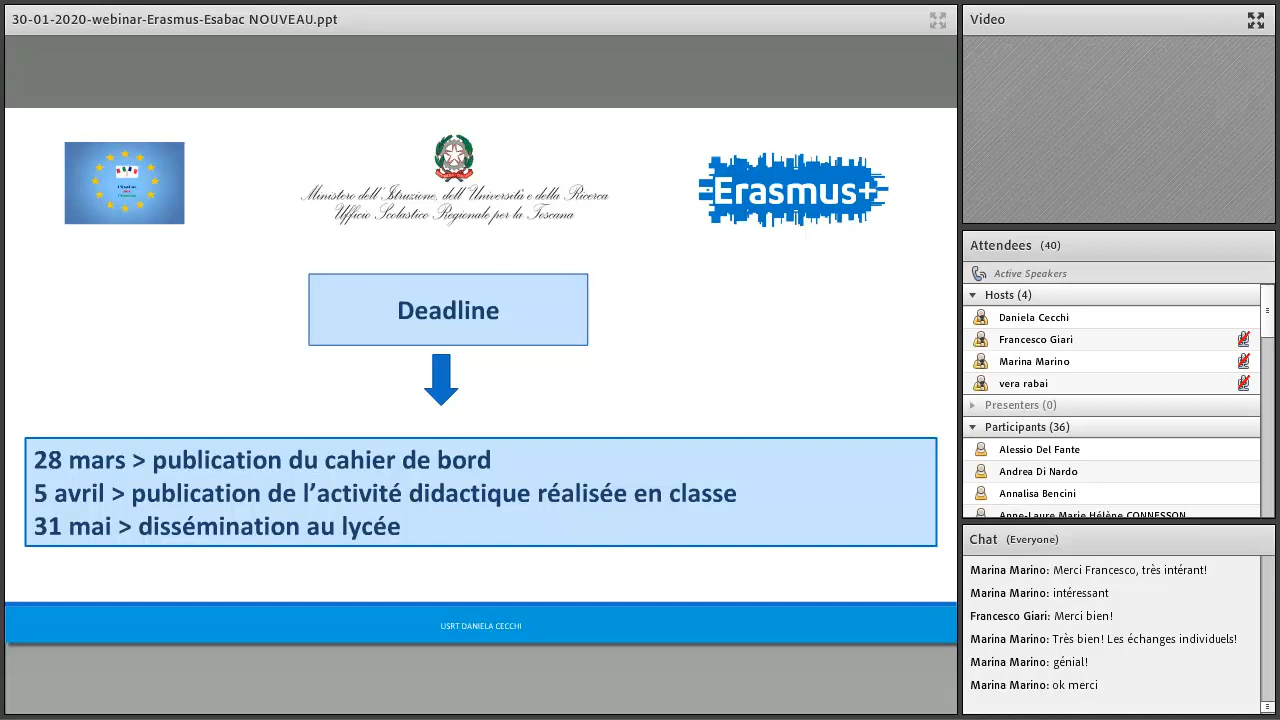 30-01-2020-webinar-Erasmus-Esabac NOUVEAU.ppt
Ministero dell'Istruzione, dell'Università e della Ricerca
Ufficio Scolastico Regionale per la Toscana
Erasmus+
Deadline
28 mars > publication du cahier de bord
5 avril > publication de l’activité didactique réalisée en classe
31 mai > dissémination au lycée
USRT DANIELA CECCHI
Video
Attendees (40)
Active Speakers
Hosts (4)
Daniela Cecchi
Francesco Giari
Marina Marino
vera rabai
Presenters (0)
Participants (36)
Alessio Del Fante
Andrea Di Nardo
Annalisa Bencini
Anne-Laure Marie Hélène CONNESSON
Chat (Everyone)
Marina Marino: Merci Francesco, très intérant!
Marina Marino: intéressant
Francesco Giari: Merci bien!
Marina Marino: Très bien! Les échanges individuels!
Marina Marino: génial!
Marina Marino: ok merci